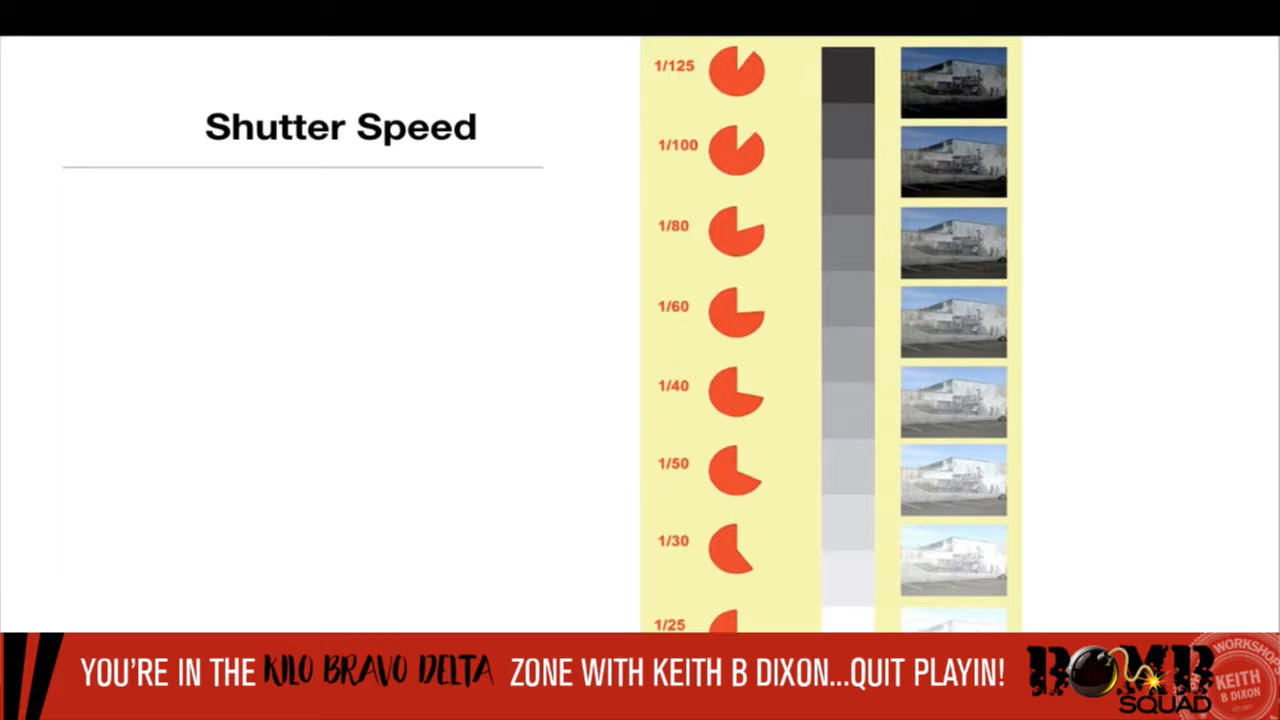 Shutter Speed
1/125
1/100
1/80
1/60
1/40
1/50
1/30
1/25
YOU'RE IN THE KILO BRAVO DELTA ZONE WITH KEITH B DIXON...QUIT PLAYIN!
BOMB
SQUAD
WORKSHOP
KEITH
B DIXON